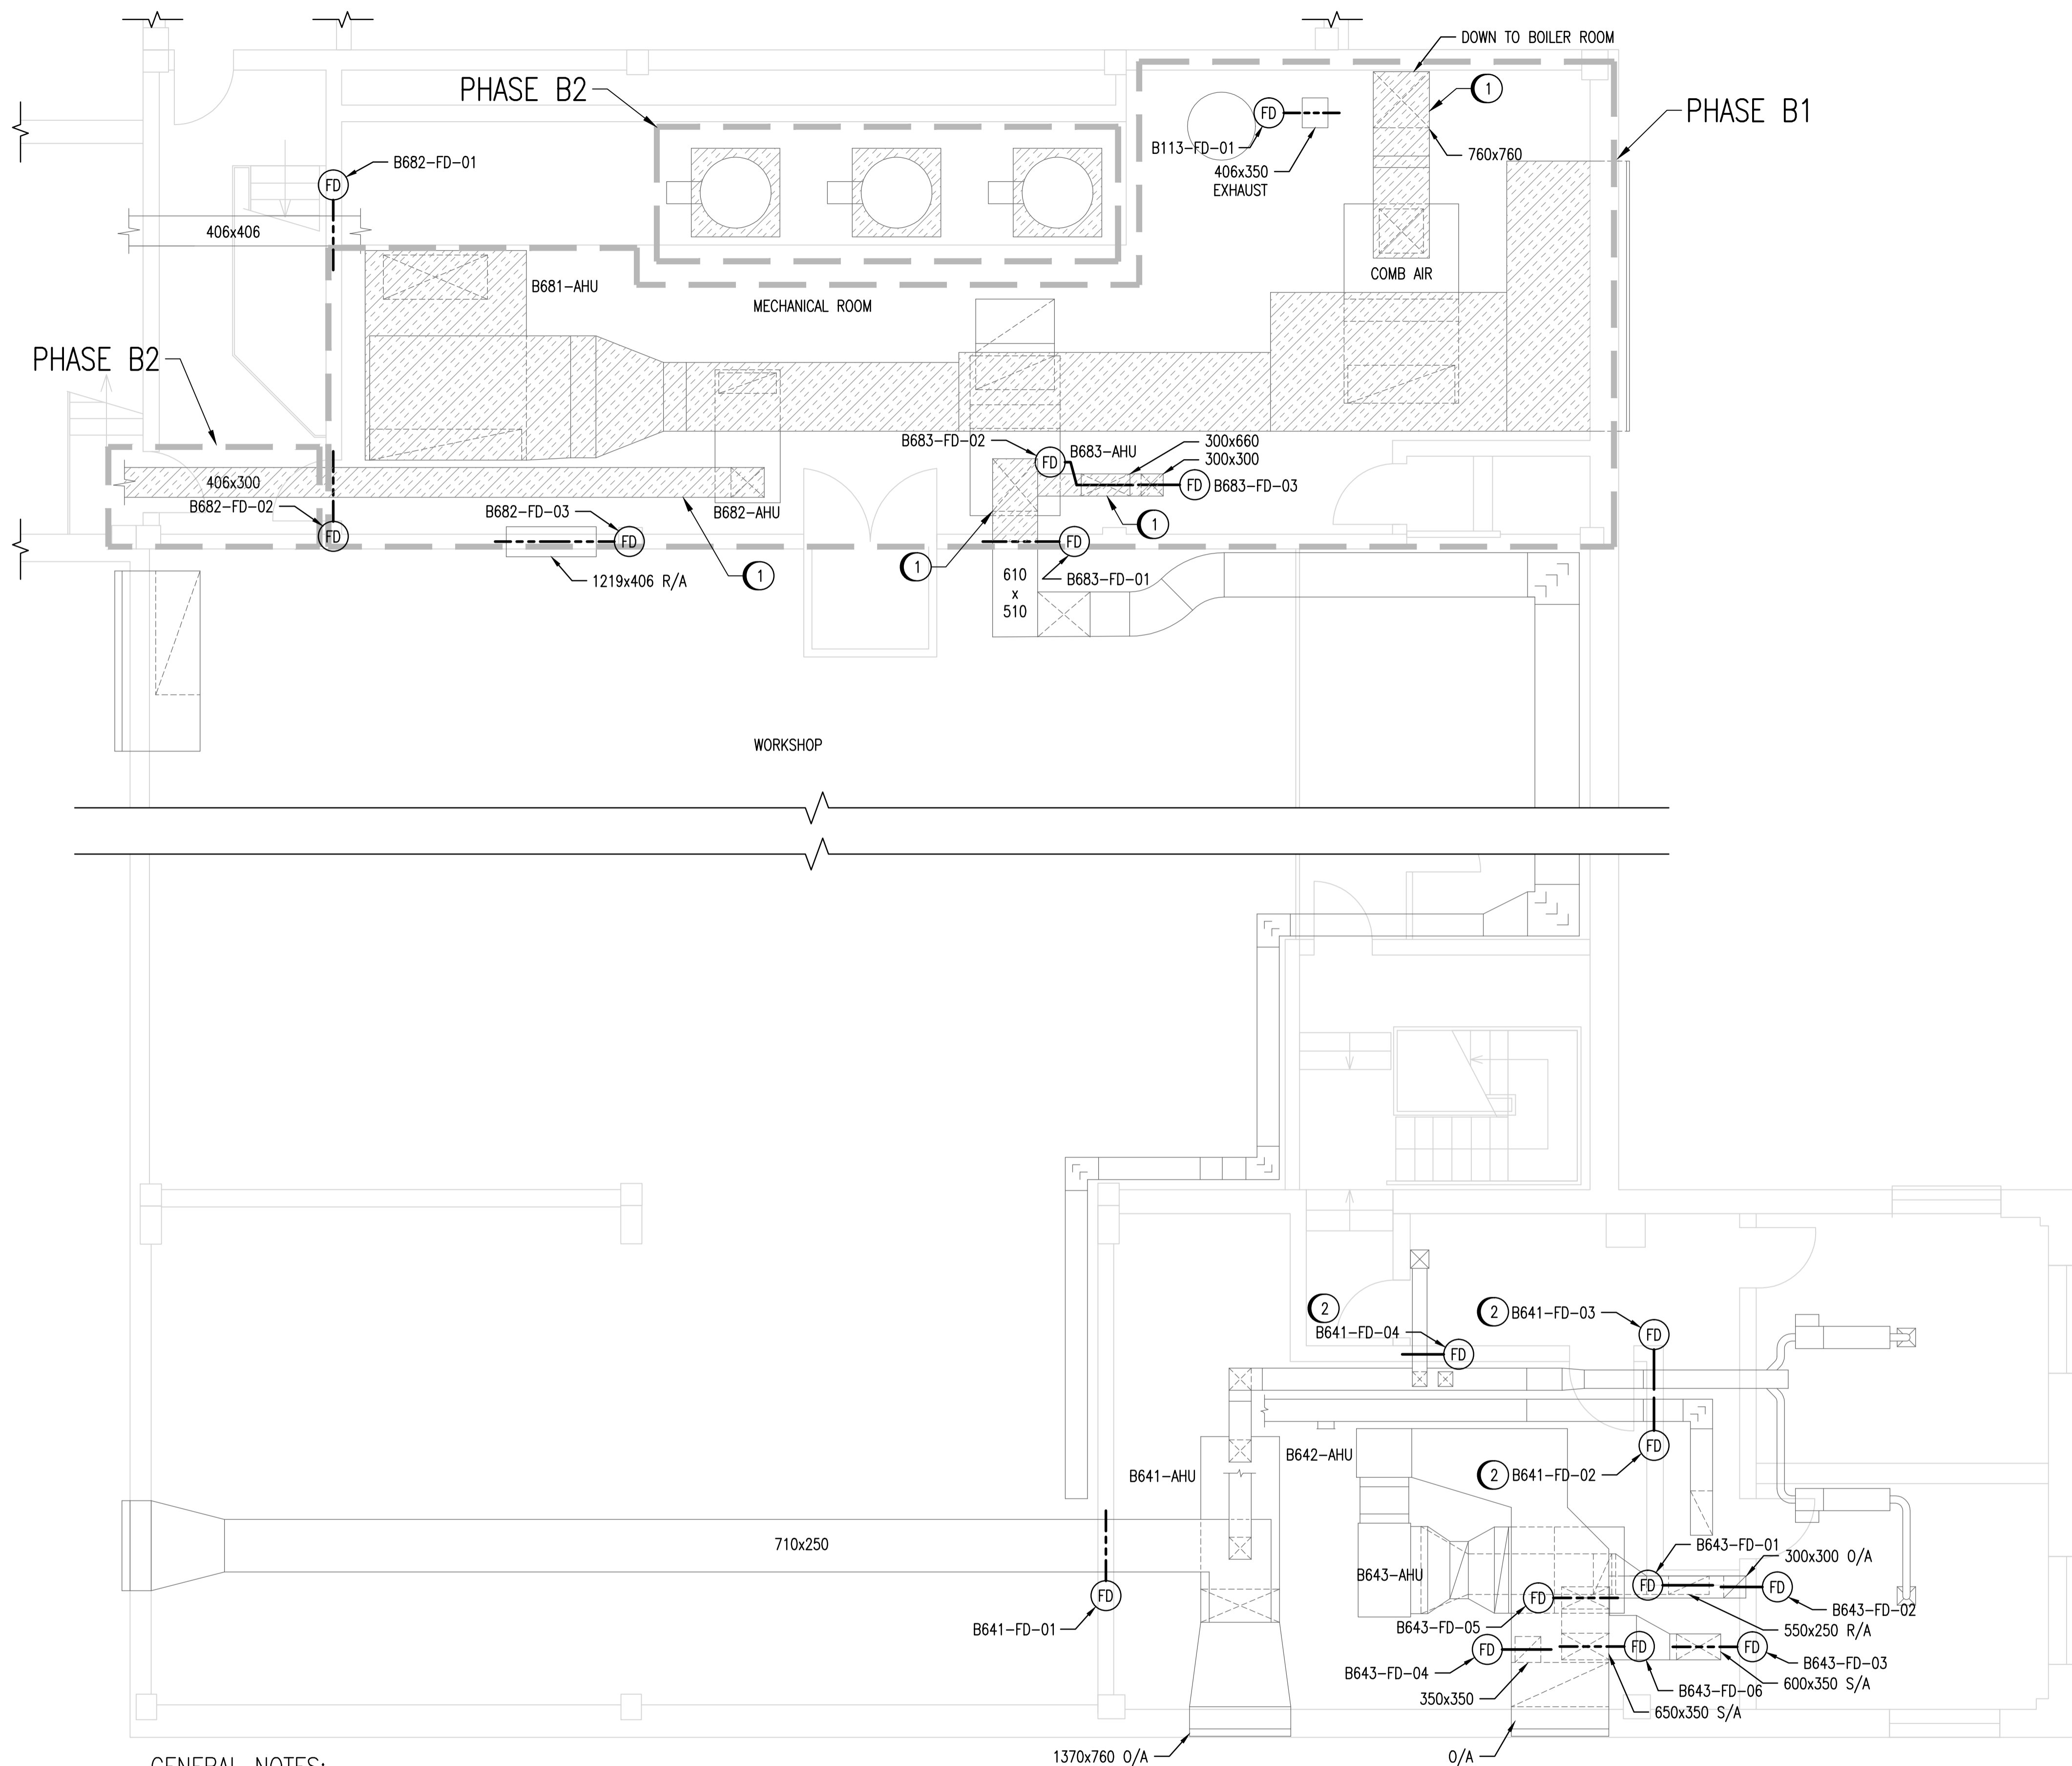 DOWN TO BOILER ROOM
PHASE B2
1
PHASE B1
FD
B113-FD-01
760x760
406x350
EXHAUST
B682-FD-01
FD
406x406
COMB AIR
B681-AHU
MECHANICAL ROOM
PHASE B2
B683-FD-02
B683-AHU
300x660
300x300
FD
FD
B683-FD-03
406x300
B682-FD-02
B682-FD-03
B682-AHU
1
FD
FD
FD
1219x406 R/A
1
1
B683-FD-01
610
x
510
WORKSHOP
2
B641-FD-04
FD
2
B641-FD-03
FD
B641-AHU
B642-AHU
FD
2
B641-FD-02
710x250
B643-AHU
B643-FD-01
300x300 O/A
FD
FD
FD
FD
B641-FD-01
B643-FD-05
B643-FD-02
550x250 R/A
FD
FD
FD
B643-FD-04
B643-FD-03
350x350
B643-FD-06
600x350 S/A
650x350 S/A
1370x760 O/A
O/A
GENERAL NOTES: